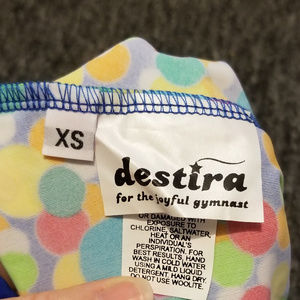 XS
destira
for the joyful gymnast
OR DAMAGED WITH
EXPOSURE TO
CHLORINE, SALTWATER,
HEAT OR AN
INDIVIDUAL'S
PERSPIRATION. FOR
BEST RESULTS, HAND
WASH IN COLD WATER
USING A MILD LIQUID
DETERGENT. HANG DRY.
DO NOT USE WOOLITE.